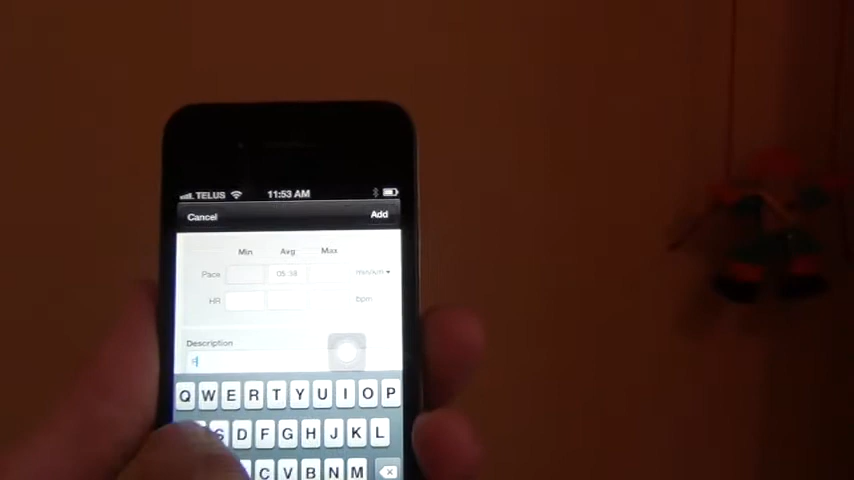 TELUS 11:53 AM
Cancel Add
Min Avg Max
Pace 05:38 min/km
HR bpm
Description
Q W E R T Y U I O P
S D F G H J K L
C V B N M